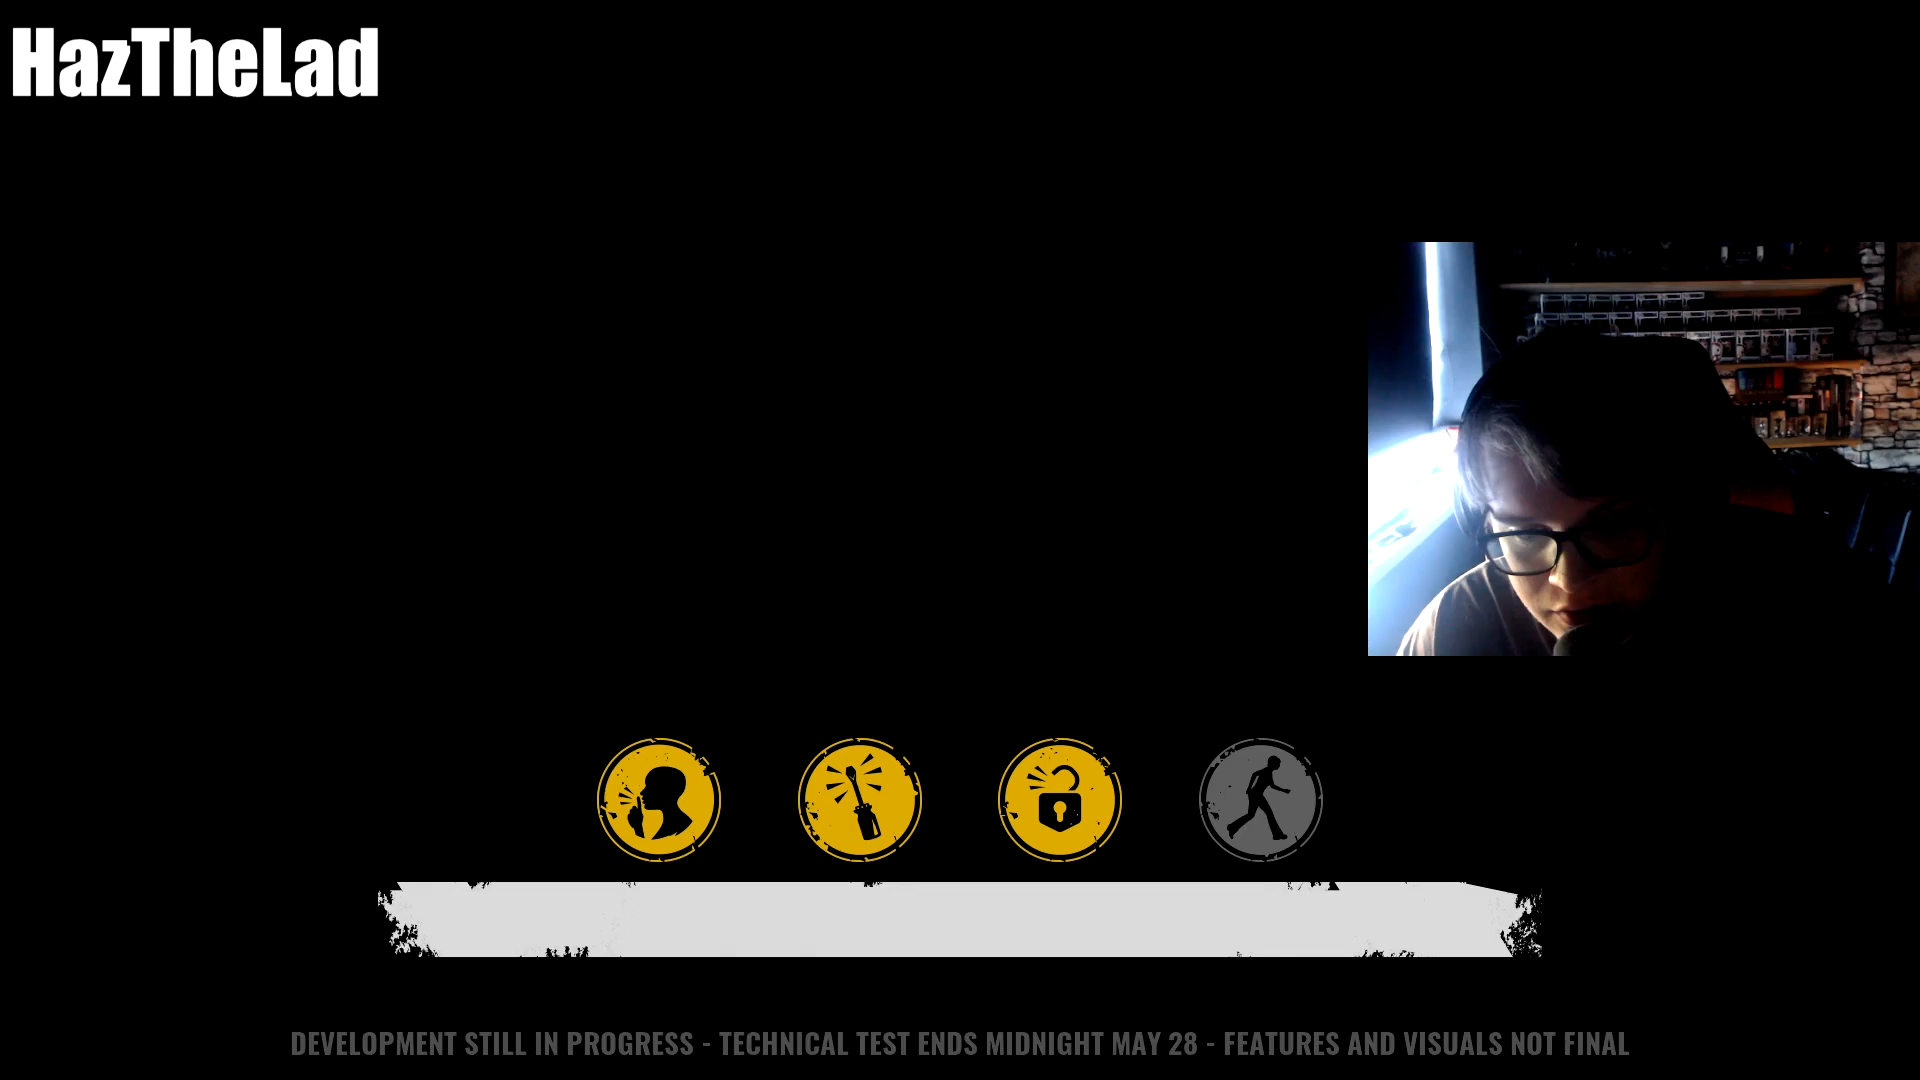 HazTheLad
DEVELOPMENT STILL IN PROGRESS - TECHNICAL TEST ENDS MIDNIGHT MAY 28 - FEATURES AND VISUALS NOT FINAL